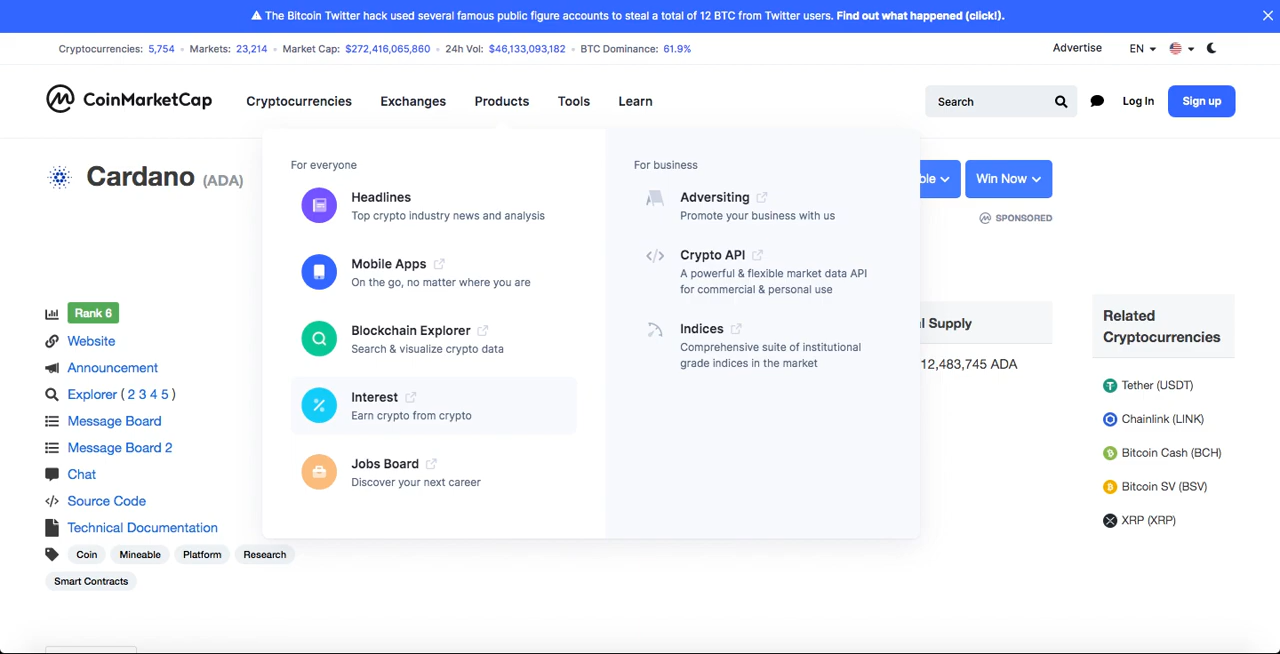 The Bitcoin Twitter hack used several famous public figure accounts to steal a total of 12 BTC from Twitter users. Find out what happened (click!).
Cryptocurrencies: 5,754 • Markets: 23,214 • Market Cap: $272,416,065,860 • 24h Vol: $46,133,093,182 • BTC Dominance: 61.9%
Advertise EN
CoinMarketCap Cryptocurrencies Exchanges Products Tools Learn Search Log In Sign up
Cardano (ADA)
Rank 6
Website
Announcement
Explorer ( 2 3 4 5 )
Message Board
Message Board 2
Chat
Source Code
Technical Documentation
Coin Mineable Platform Research
Smart Contracts
For everyone
Headlines
Top crypto industry news and analysis
Mobile Apps
On the go, no matter where you are
Blockchain Explorer
Search & visualize crypto data
Interest
Earn crypto from crypto
Jobs Board
Discover your next career
For business
Adversiting
Promote your business with us
Crypto API
A powerful & flexible market data API
for commercial & personal use
Indices
Comprehensive suite of institutional
grade indices in the market
Win Now
SPONSORED
Supply
12,483,745 ADA
Related
Cryptocurrencies
Tether (USDT)
Chainlink (LINK)
Bitcoin Cash (BCH)
Bitcoin SV (BSV)
XRP (XRP)